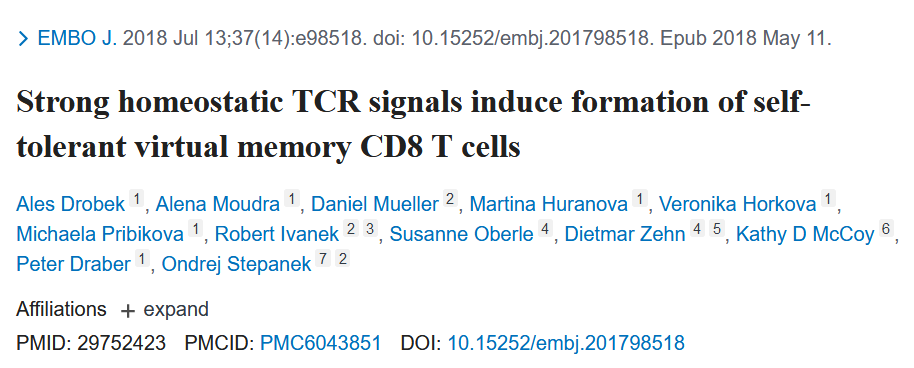 EMBO J. 2018 Jul 13;37(14):e98518. doi: 10.15252/embj.201798518. Epub 2018 May 11.
Strong homeostatic TCR signals induce formation of self-
tolerant virtual memory CD8 T cells
Ales Drobek 1, Alena Moudra 1, Daniel Mueller 2, Martina Huranova 1, Veronika Horkova 1,
Michaela Pribikova 1, Robert Ivanek 2 3, Susanne Oberle 4, Dietmar Zehn 4 5, Kathy D McCoy 6,
Peter Draber 1, Ondrej Stepanek 7 2
Affiliations + expand
PMID: 29752423 PMCID: PMC6043851 DOI: 10.15252/embj.201798518